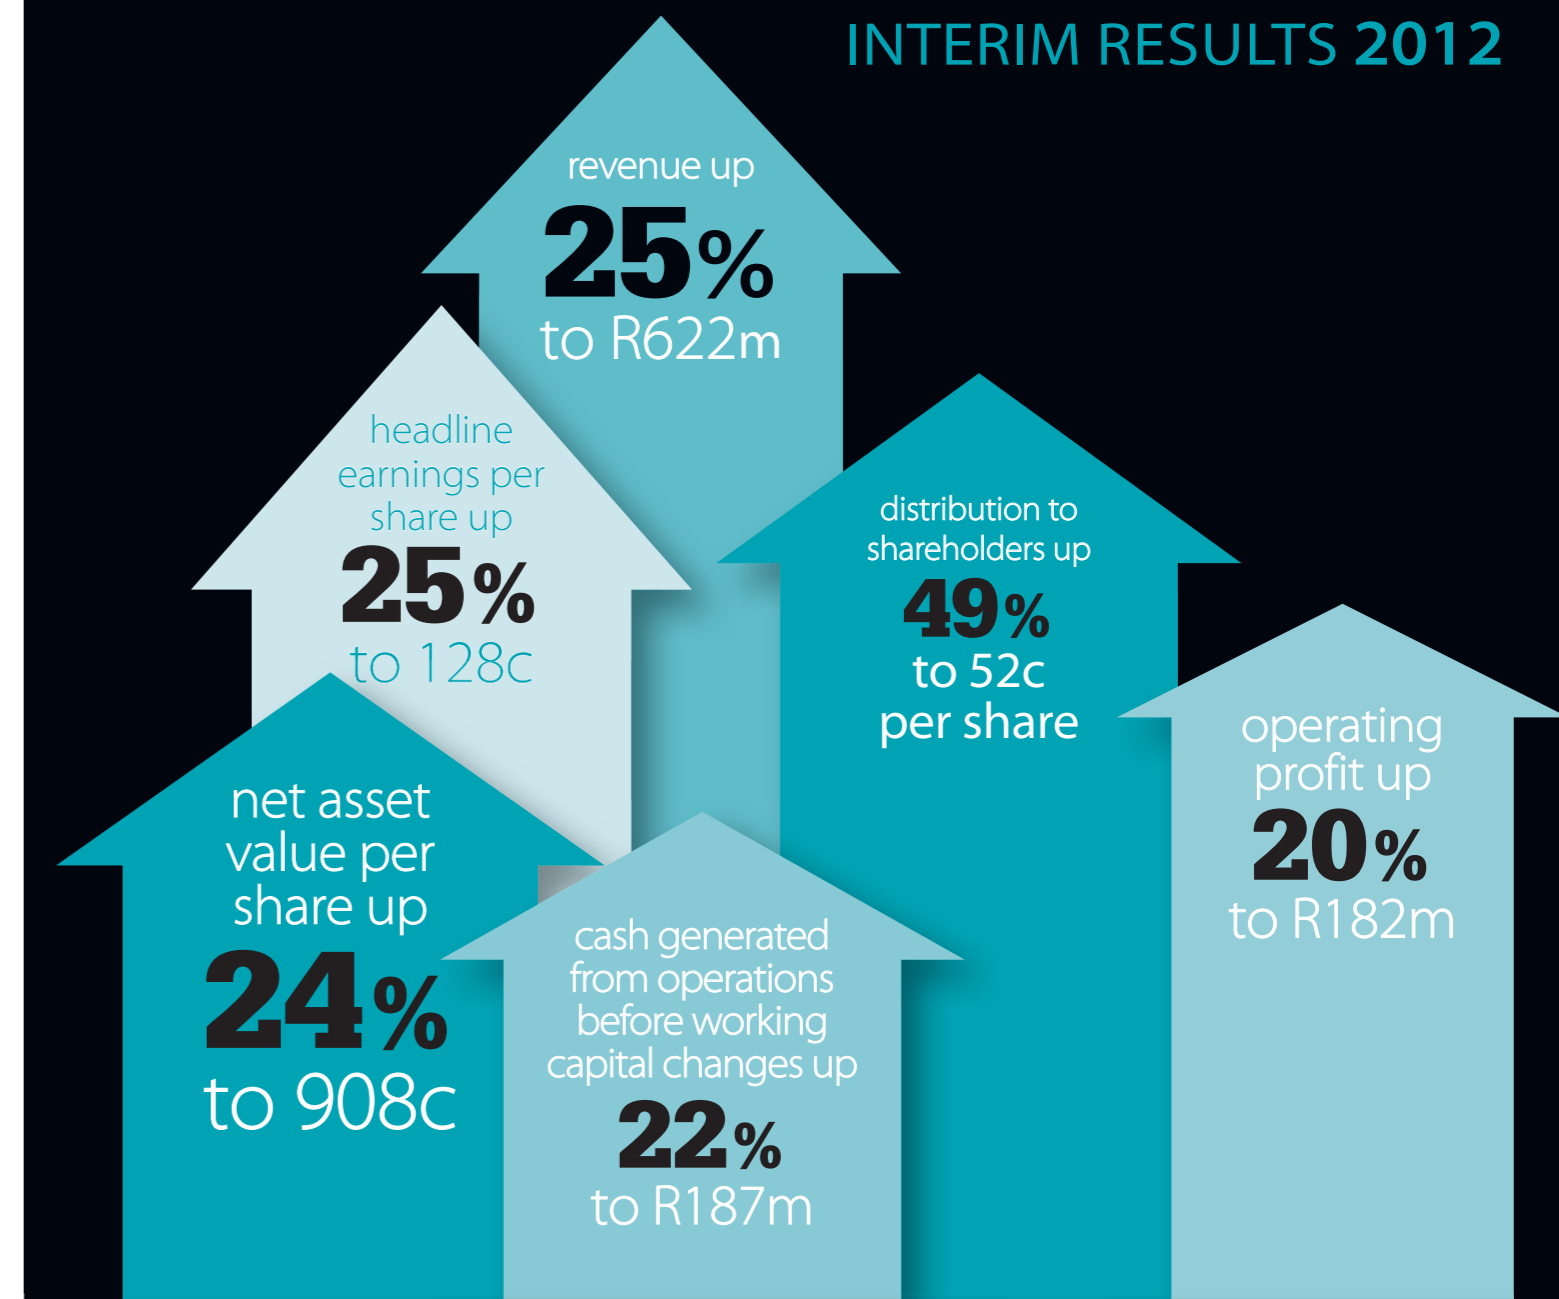 INTERIM RESULTS 2012
revenue up
25%
to R622m
headline
earnings per
share up
25%
to 128c
distribution to
shareholders up
49%
to 52c
per share
operating
profit up
20%
to R182m
net asset
value per
share up
24%
to 908c
cash generated
from operations
before working
capital changes up
22%
to R187m